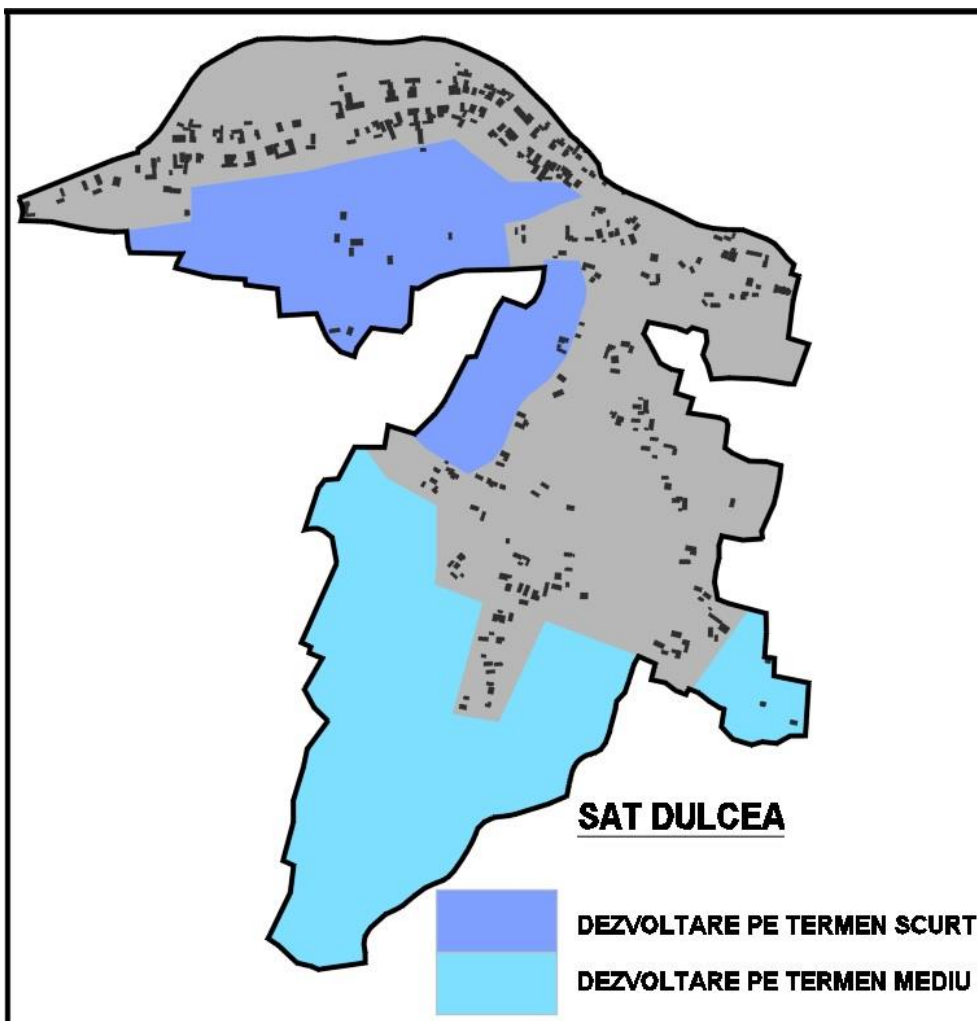 SAT DULCEA
DEZVOLTARE PE TERMEN SCURT
DEZVOLTARE PE TERMEN MEDIU